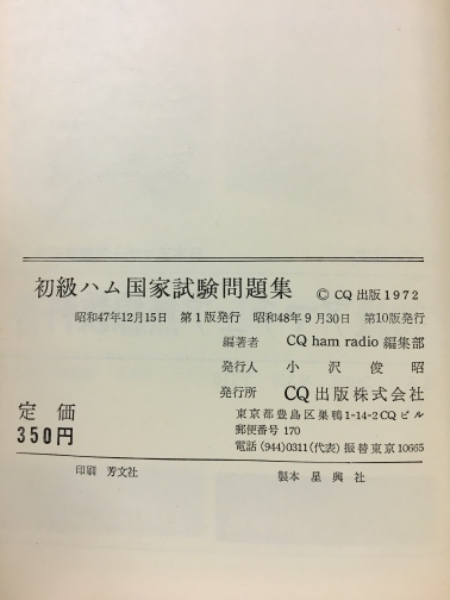 初級ハム国家試験問題集 © CQ 出版 1972
昭和47年12月15日 第1版発行 昭和48年9月30日 第10版発行
編著者 CQ ham radio 編集部
発行人 小沢俊昭
発行所 CQ出版株式会社
東京都豊島区巣鴨1-14-2CQビル
郵便番号 170
電話 (944)0311(代表) 振替東京10665
定価
350円
印刷 芳文社 製本 星興社